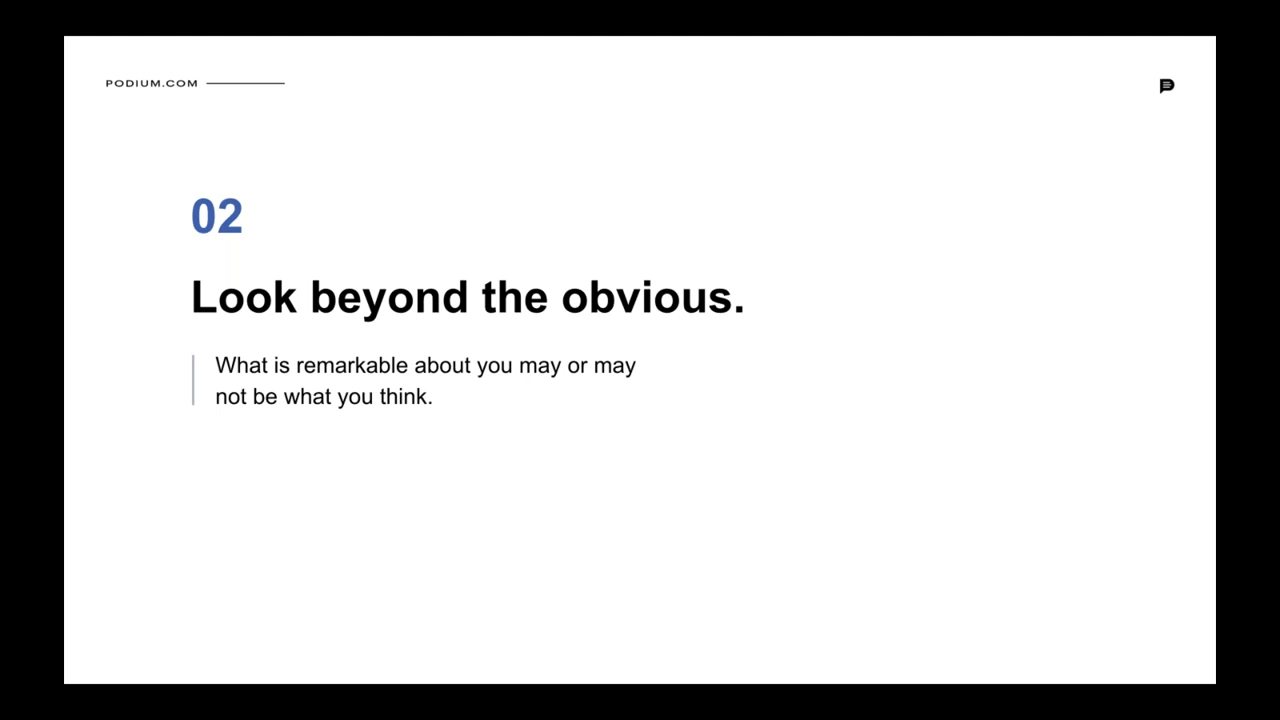 PODIUM.COM
02
Look beyond the obvious.
What is remarkable about you may or may
not be what you think.